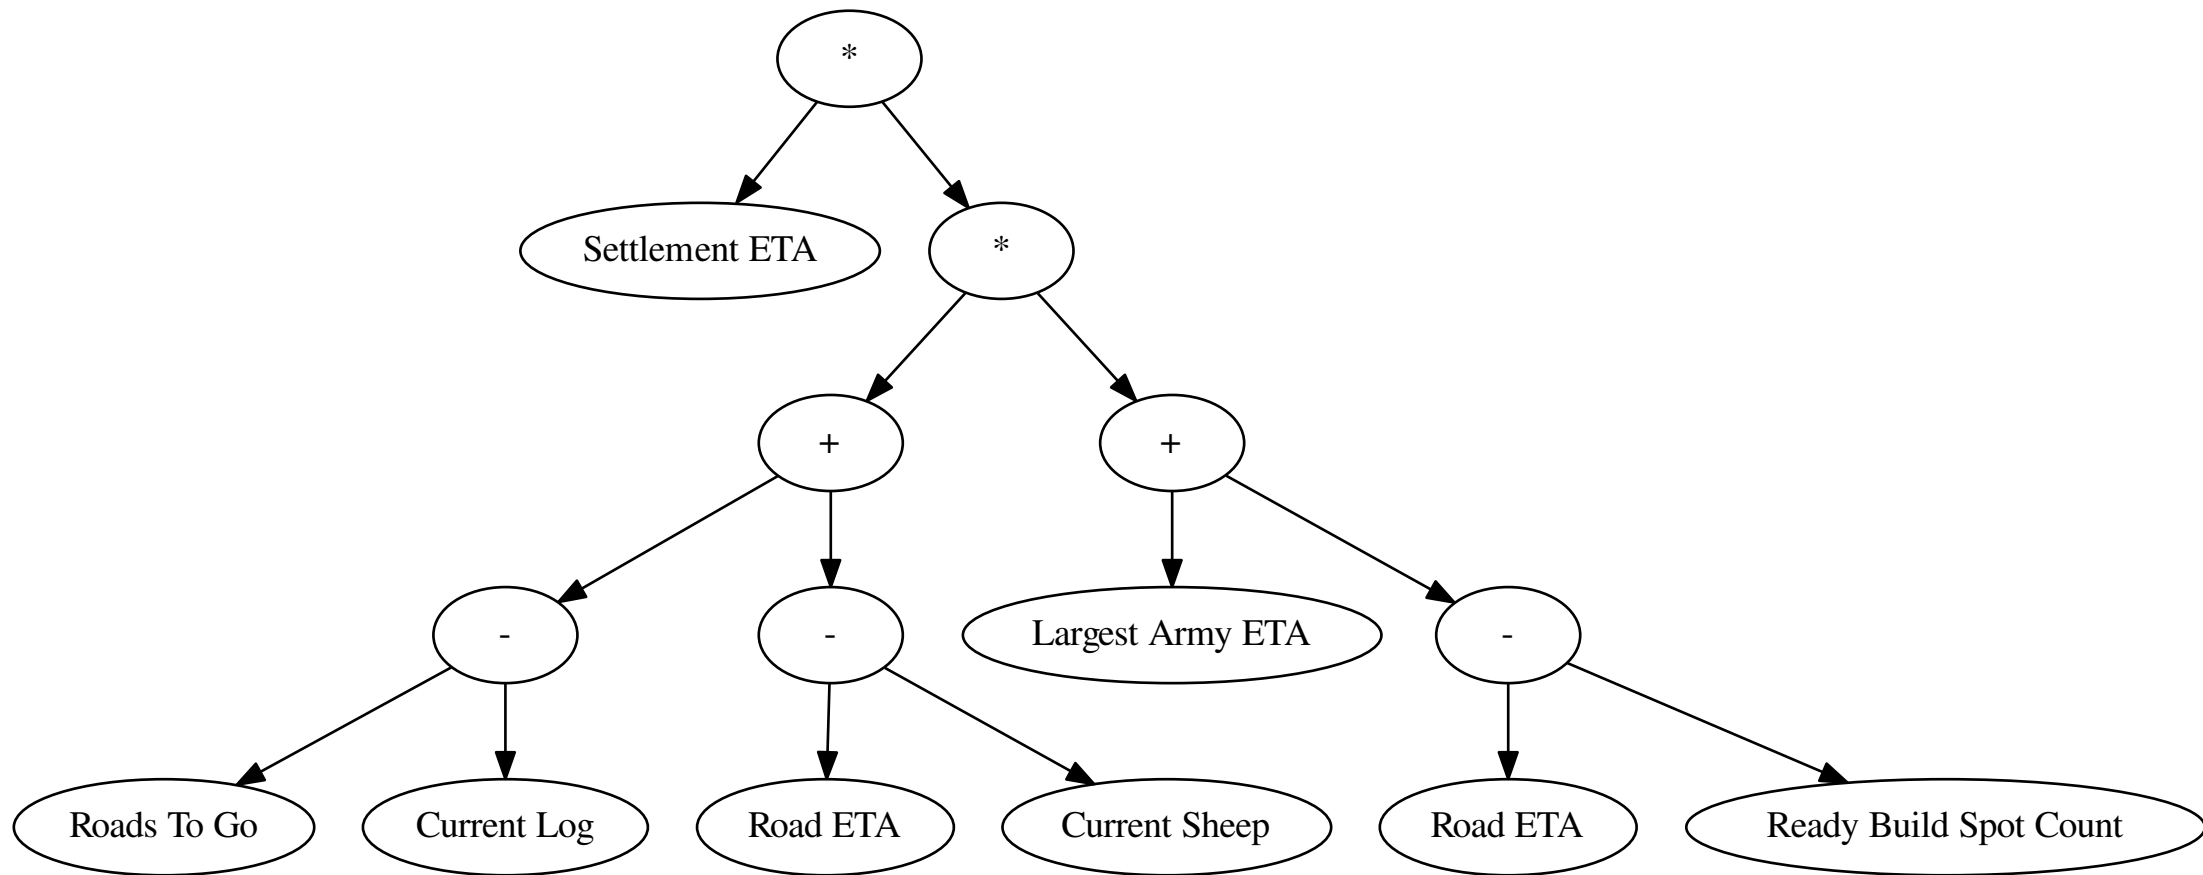 *
Settlement ETA
*
+
+
-
-
Largest Army ETA
-
Roads To Go
Current Log
Road ETA
Current Sheep
Road ETA
Ready Build Spot Count